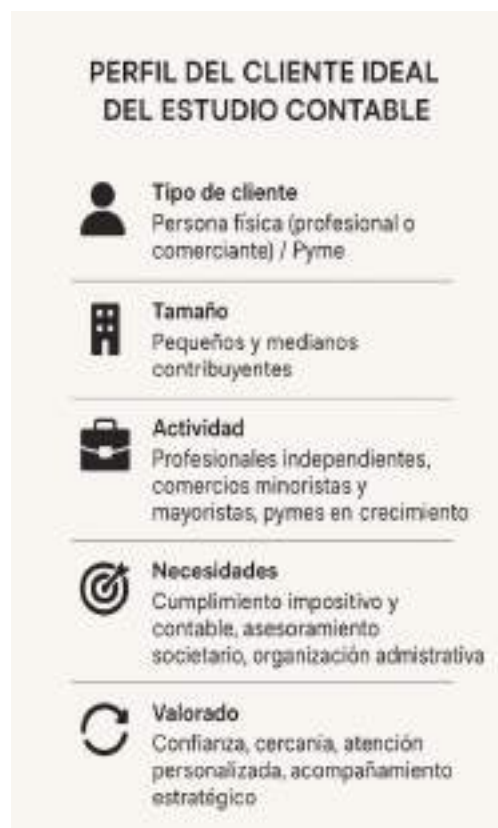 PERFIL DEL CLIENTE IDEAL
DEL ESTUDIO CONTABLE
Tipo de cliente
Persona física (profesional o
comerciante) / Pyme
Tamaño
Pequeños y medianos
contribuyentes
Actividad
Profesionales independientes,
comercios minoristas y
mayoristas, pymes en crecimiento
Necesidades
Cumplimiento impositivo y
contable, asesoramiento
societario, organización admistrativa
Valorado
Confianza, cercanía, atención
personalizada, acompañamiento
estratégico